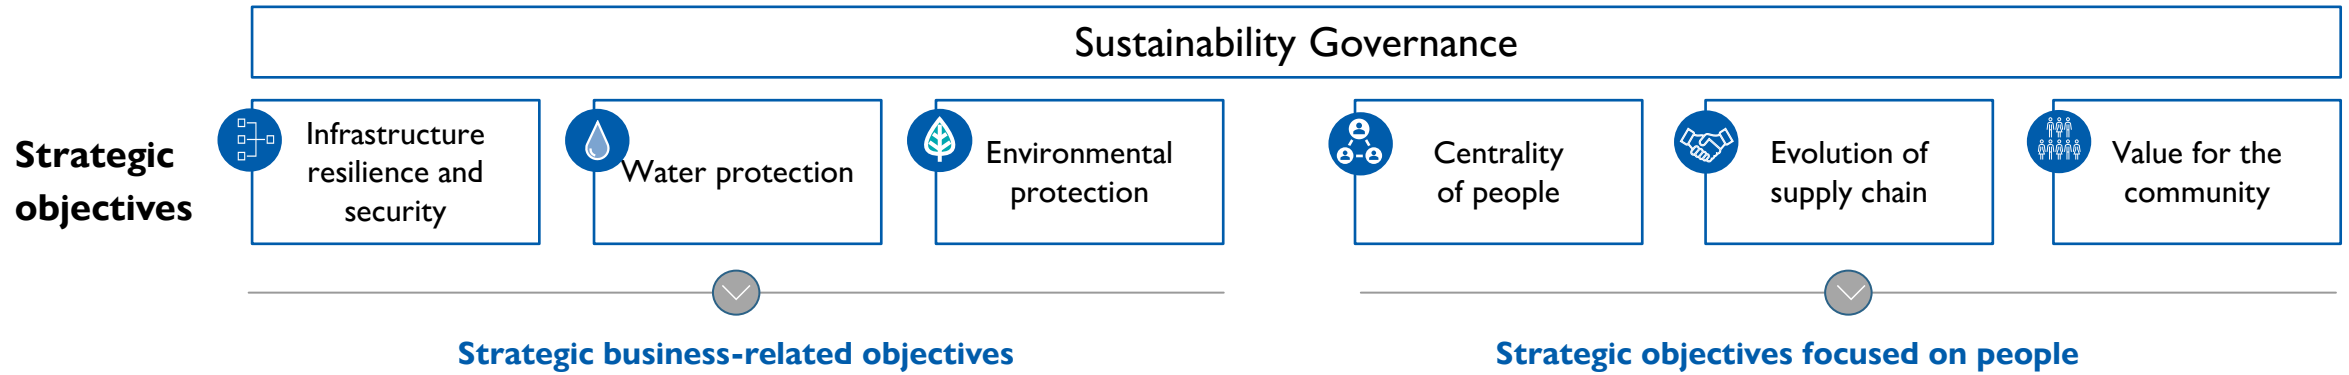 Sustainability Governance
Strategic
objectives
Infrastructure
resilience and
security
Water protection
Environmental
protection
Centrality
of people
Evolution of
supply chain
Value for the
community
Strategic business-related objectives
Strategic objectives focused on people